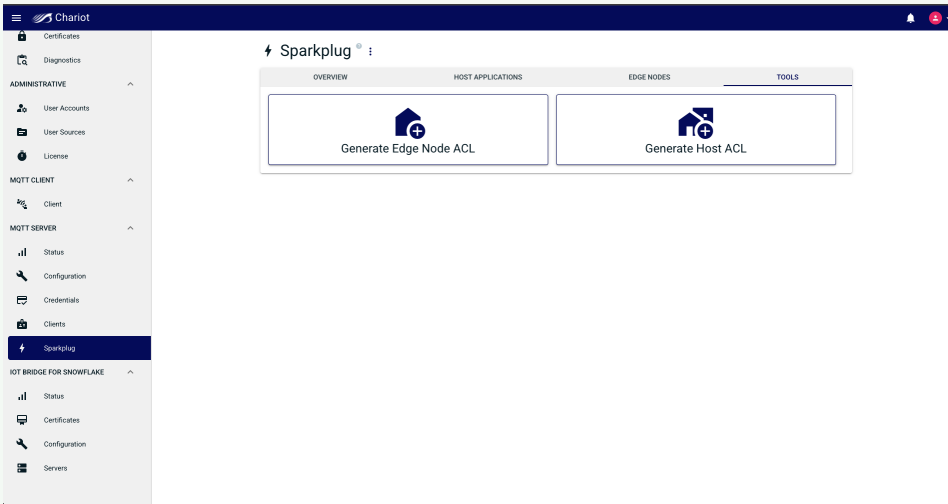 Chariot
Certificates
Diagnostics
ADMINISTRATIVE
User Accounts
User Sources
License
MQTT CLIENT
Client
MQTT SERVER
Status
Configuration
Credentials
Clients
Sparkplug
IOT BRIDGE FOR SNOWFLAKE
Status
Certificates
Configuration
Servers
Sparkplug
OVERVIEW HOST APPLICATIONS EDGE NODES TOOLS
Generate Edge Node ACL
Generate Host ACL